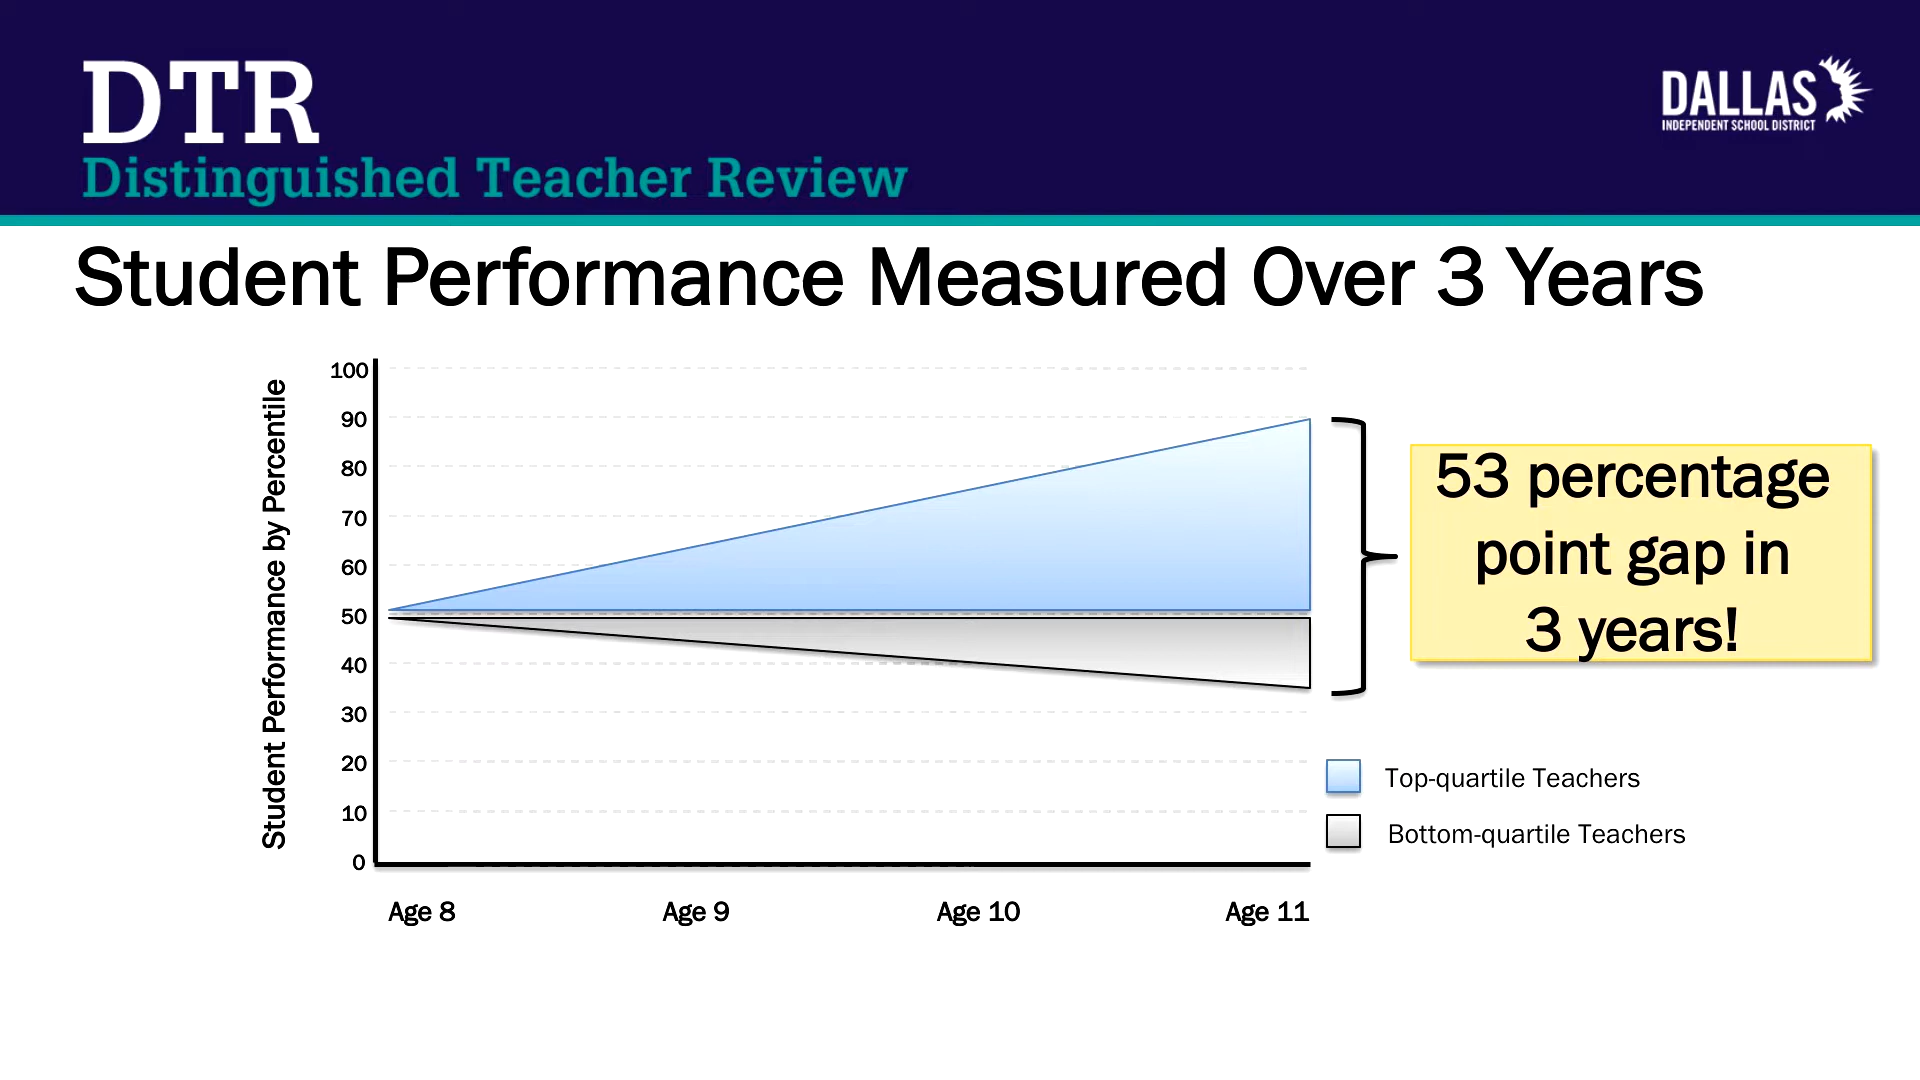 DTR
Distinguished Teacher Review
DALLAS
INDEPENDENT SCHOOL DISTRICT
Student Performance Measured Over 3 Years
Student Performance by Percentile
100
90
80
70
60
50
40
30
20
10
0
Age 8
Age 9
Age 10
Age 11
53 percentage
point gap in
3 years!
Top-quartile Teachers
Bottom-quartile Teachers